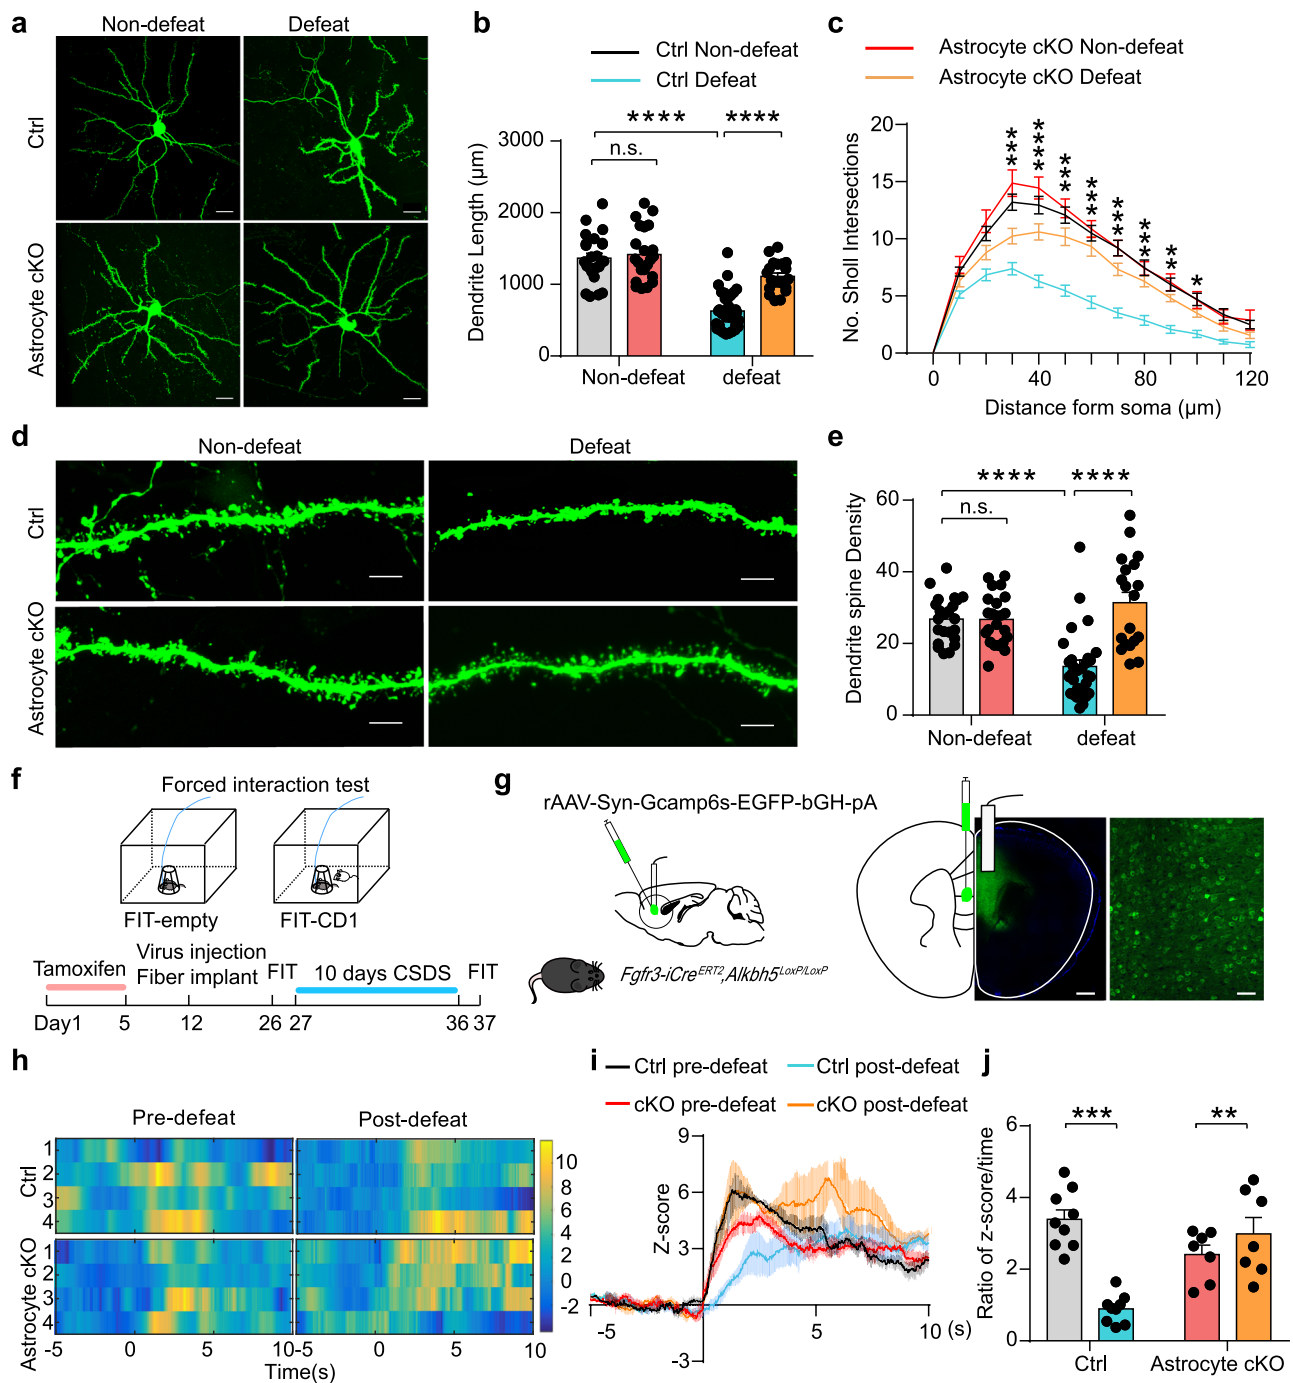 a
Non-defeat
Defeat
Ctrl
Astrocyte cKO
b
Ctrl Non-defeat
Ctrl Defeat
****
****
n.s.
Dendrite Length (µm)
3000
2000
1000
0
Non-defeat
defeat
c
Astrocyte cKO Non-defeat
Astrocyte cKO Defeat
No. Sholl Intersections
20
15
10
5
0
***
****
***
***
***
***
**
*
0
40
80
120
Distance form soma (µm)
d
Non-defeat
Defeat
Ctrl
Astrocyte cKO
e
****
****
n.s.
Dendrite spine Density
60
40
20
0
Non-defeat
defeat
f
Forced interaction test
FIT-empty
FIT-CD1
Tamoxifen
Virus injection
Fiber implant
FIT
10 days CSDS
FIT
Day1
5
12
26
27
36
37
g
rAAV-Syn-Gcamp6s-EGFP-bGH-pA
Fgfr3-iCreERT2,Alkbh5LoxP/LoxP
h
Pre-defeat
Post-defeat
Ctrl
1
2
3
4
Astrocyte cKO
1
2
3
4
-5
0
5
10
-5
0
5
10
Time(s)
10
8
6
4
2
0
-2
i
Ctrl pre-defeat
Ctrl post-defeat
cKO pre-defeat
cKO post-defeat
Z-score
9
6
3
-3
-5
5
10 (s)
j
***
**
Ratio of z-score/time
6
4
2
0
Ctrl
Astrocyte cKO